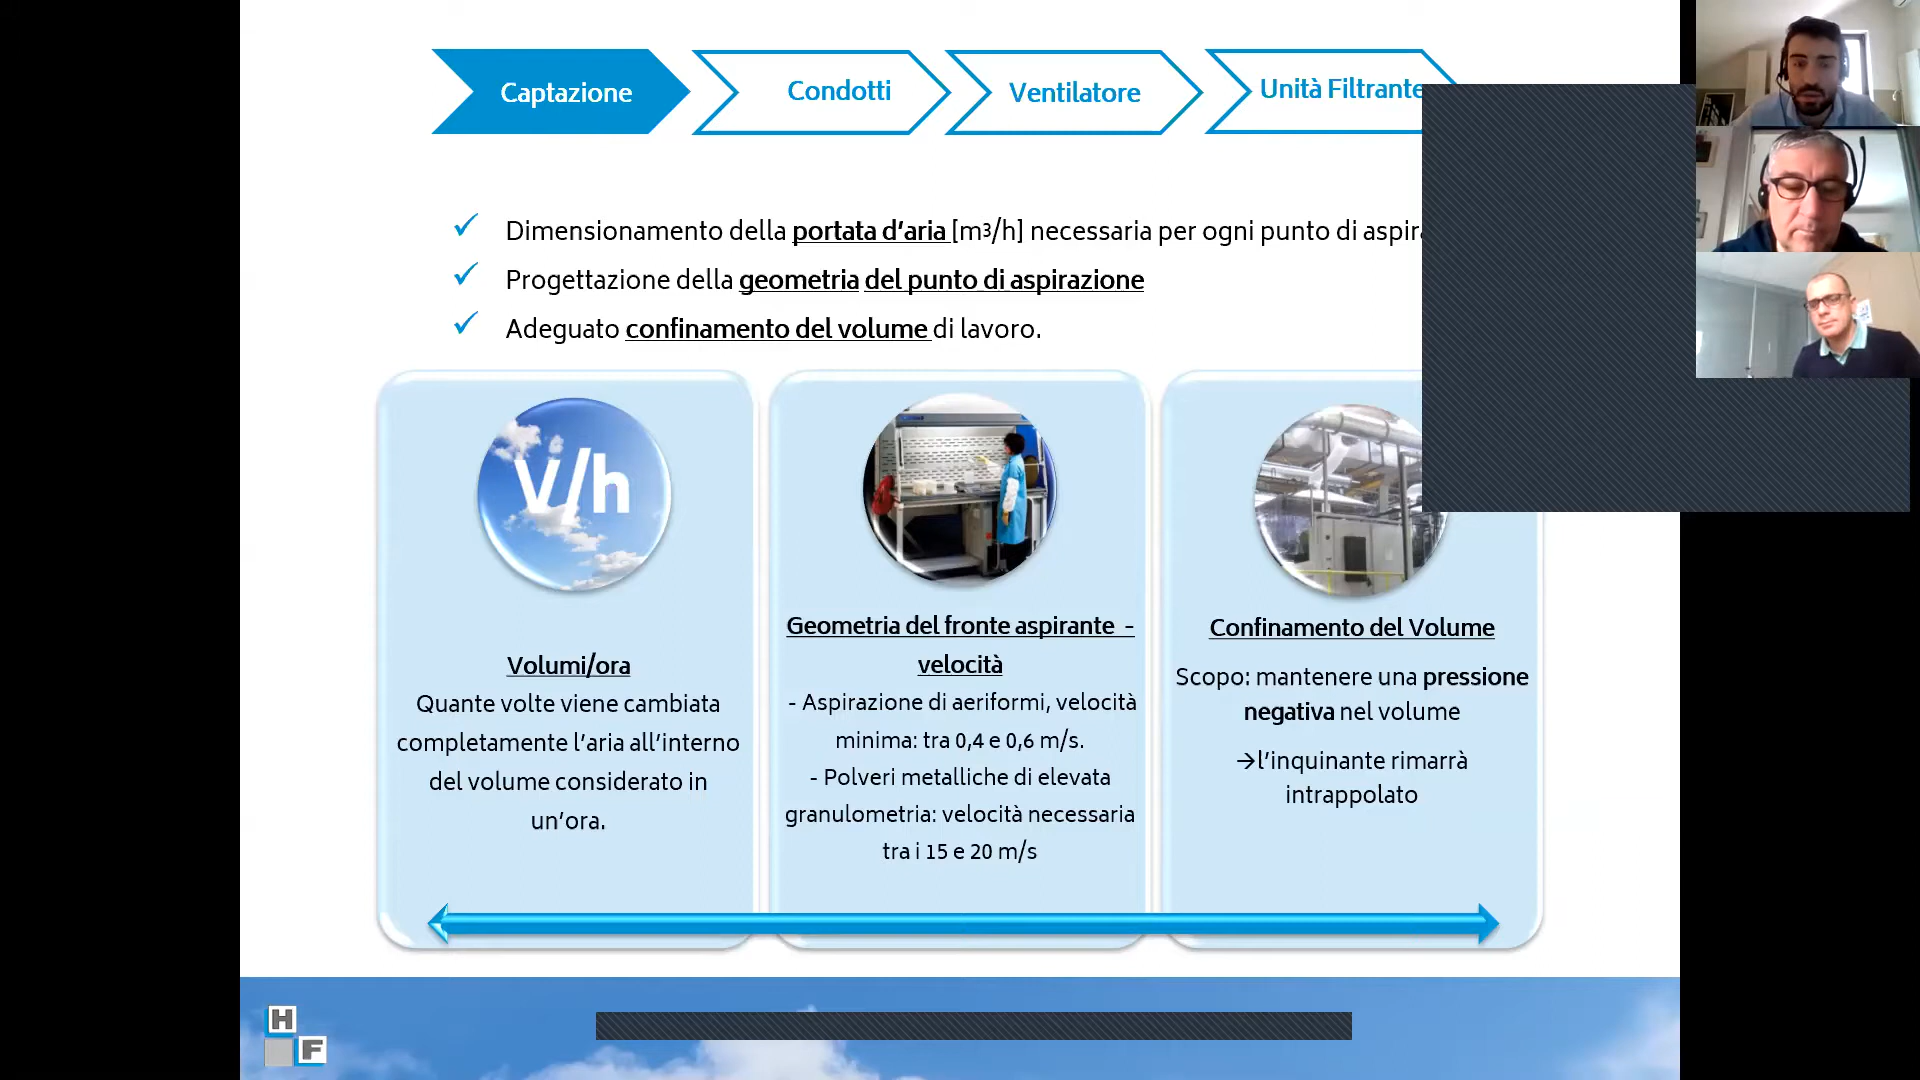 Captazione
Condotti
Ventilatore
Unità Filtrante
Dimensionamento della portata d’aria [m3/h] necessaria per ogni punto di
Progettazione della geometria del punto di aspirazione
Adeguato confinamento del volume di lavoro.
V/h
Volumi/ora
Quante volte viene cambiata
completamente l’aria all’interno
del volume considerato in
un’ora.
Geometria del fronte aspirante -
velocità
- Aspirazione di aeriformi, velocità
minima: tra 0,4 e 0,6 m/s.
- Polveri metalliche di elevata
granulometria: velocità necessaria
tra i 15 e 20 m/s
Confinamento del Volume
Scopo: mantenere una pressione
negativa nel volume
→l’inquinante rimarrà
intrappolato
H
F